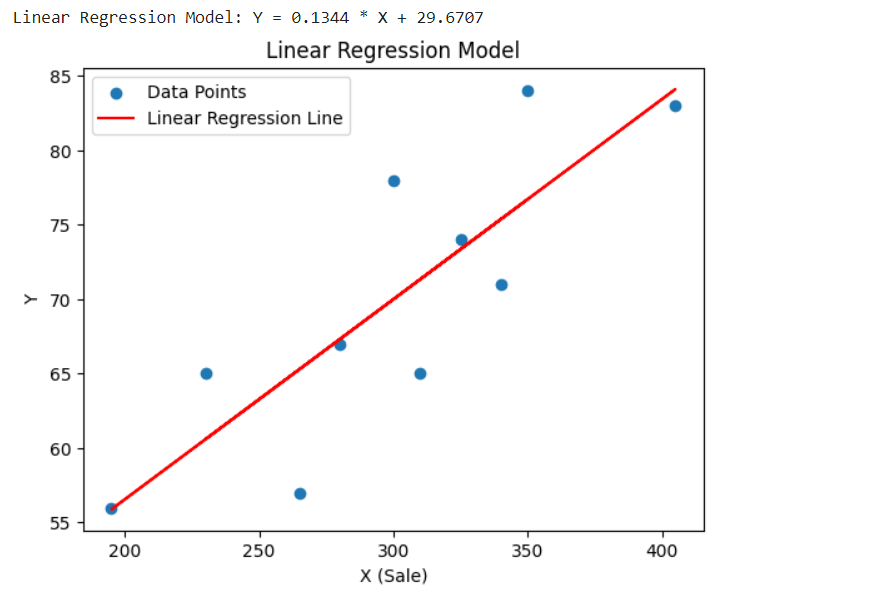 Linear Regression Model: Y = 0.1344 * X + 29.6707
Linear Regression Model
Data Points
Linear Regression Line
85
80
75
70
65
60
55
Y
200 250 300 350 400
X (Sale)